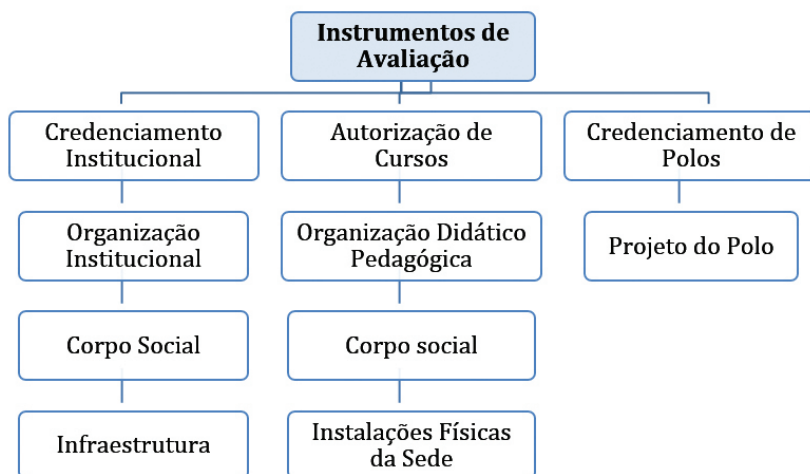 Instrumentos de
Avaliação
Credenciamento
Institucional
Autorização de
Cursos
Credenciamento de
Polos
Organização
Institucional
Organização Didático
Pedagógica
Projeto do Polo
Corpo Social
Corpo social
Infraestrutura
Instalações Físicas
da Sede